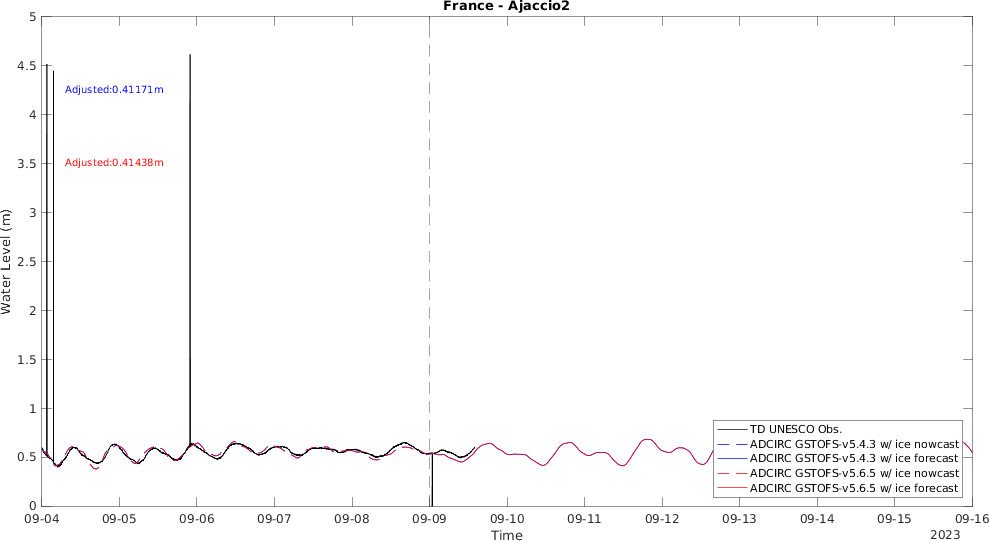 France - Ajaccio2
5
4.5
4
3.5
3
2.5
2
1.5
1
0.5
0
Water Level (m)
Adjusted:0.41171m
Adjusted:0.41438m
TD UNESCO Obs.
ADCIRC GSTOFS-v5.4.3 w/ ice nowcast
ADCIRC GSTOFS-v5.4.3 w/ ice forecast
ADCIRC GSTOFS-v5.6.5 w/ ice nowcast
ADCIRC GSTOFS-v5.6.5 w/ ice forecast
09-04 09-05 09-06 09-07 09-08 09-09 09-10 09-11 09-12 09-13 09-14 09-15 09-16
Time
2023